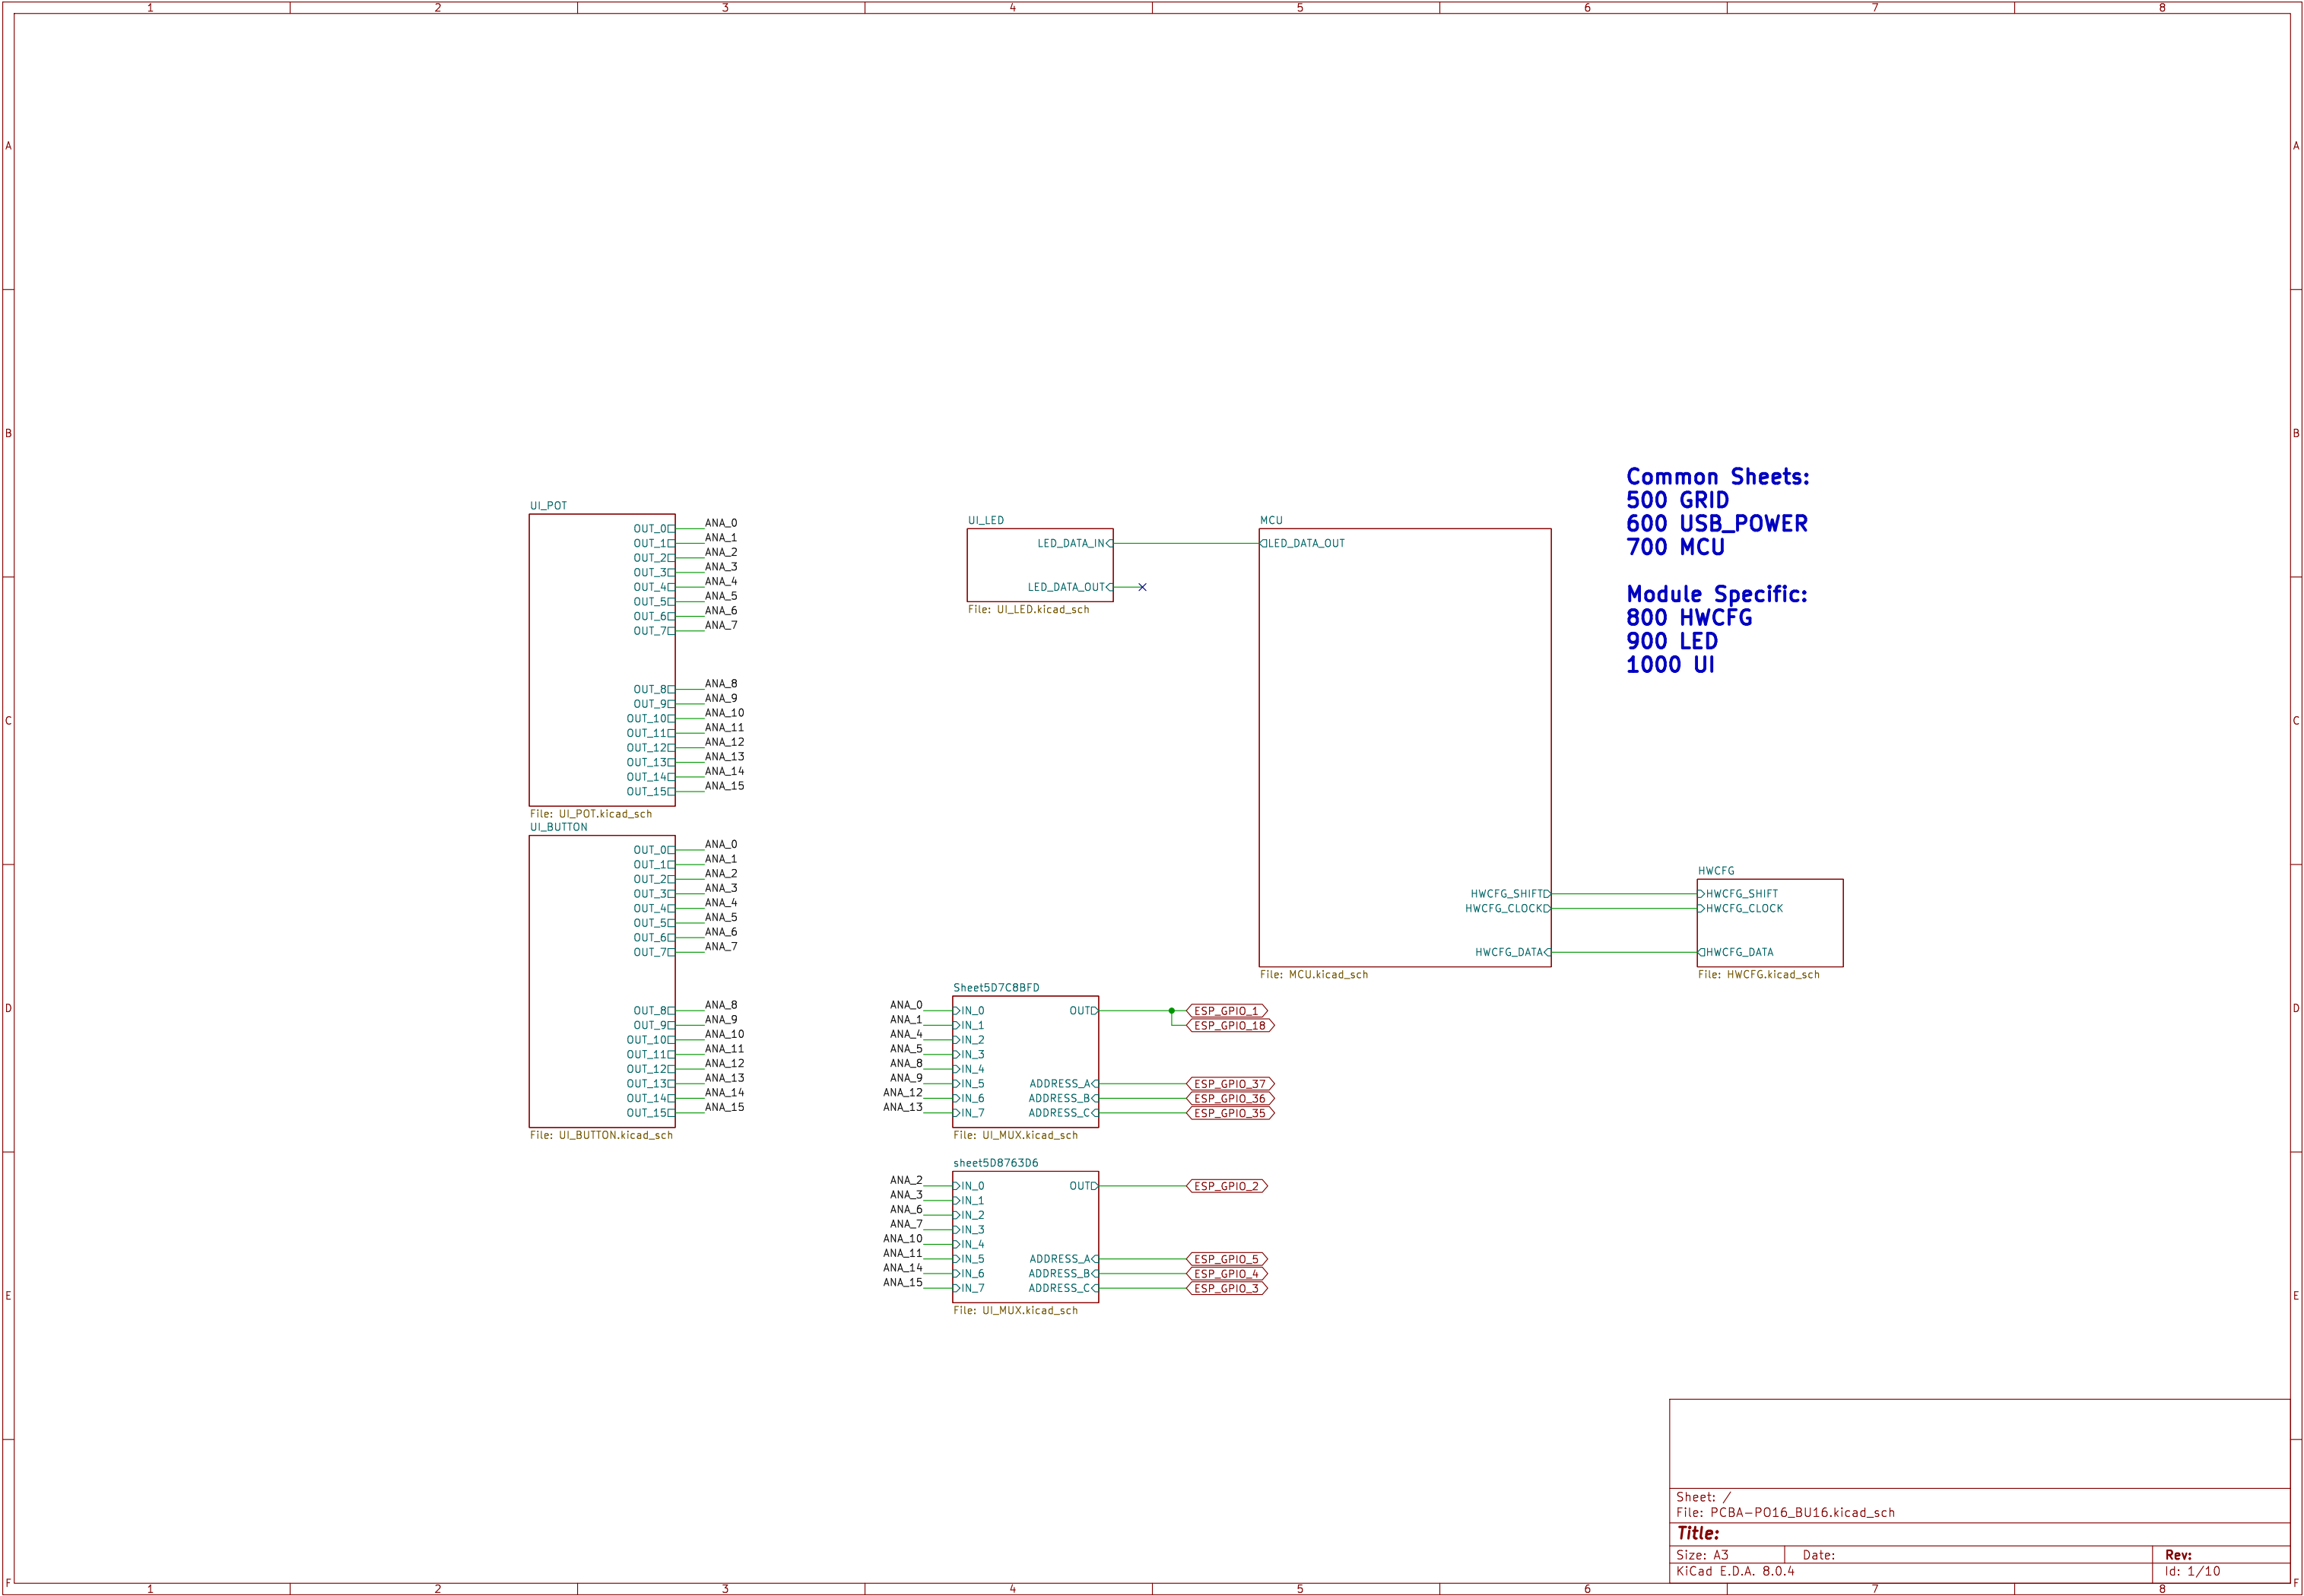 1 2 3 4 5 6 7 8
A A
B B
C C
D D
E E
F F
UI_POT
OUT_0 ANA_0
OUT_1 ANA_1
OUT_2 ANA_2
OUT_3 ANA_3
OUT_4 ANA_4
OUT_5 ANA_5
OUT_6 ANA_6
OUT_7 ANA_7
OUT_8 ANA_8
OUT_9 ANA_9
OUT_10 ANA_10
OUT_11 ANA_11
OUT_12 ANA_12
OUT_13 ANA_13
OUT_14 ANA_14
OUT_15 ANA_15
File: UI_POT.kicad_sch
UI_BUTTON
OUT_0 ANA_0
OUT_1 ANA_1
OUT_2 ANA_2
OUT_3 ANA_3
OUT_4 ANA_4
OUT_5 ANA_5
OUT_6 ANA_6
OUT_7 ANA_7
OUT_8 ANA_8
OUT_9 ANA_9
OUT_10 ANA_10
OUT_11 ANA_11
OUT_12 ANA_12
OUT_13 ANA_13
OUT_14 ANA_14
OUT_15 ANA_15
File: UI_BUTTON.kicad_sch
UI_LED
LED_DATA_IN
LED_DATA_OUT
File: UI_LED.kicad_sch
MCU
LED_DATA_OUT
HWCFG_SHIFT
HWCFG_CLOCK
HWCFG_DATA
File: MCU.kicad_sch
Common Sheets:
500 GRID
600 USB_POWER
700 MCU
Module Specific:
800 HWCFG
900 LED
1000 UI
HWCFG
HWCFG_SHIFT
HWCFG_CLOCK
HWCFG_DATA
File: HWCFG.kicad_sch
Sheet5D7C8BFD
ANA_0 IN_0 OUT ESP_GPIO_1
ANA_1 IN_1 ESP_GPIO_18
ANA_4 IN_2
ANA_5 IN_3
ANA_8 IN_4
ANA_9 IN_5 ADDRESS_A ESP_GPIO_37
ANA_12 IN_6 ADDRESS_B ESP_GPIO_36
ANA_13 IN_7 ADDRESS_C ESP_GPIO_35
File: UI_MUX.kicad_sch
sheet5D8763D6
ANA_2 IN_0 OUT ESP_GPIO_2
ANA_3 IN_1
ANA_6 IN_2
ANA_7 IN_3
ANA_10 IN_4
ANA_11 IN_5 ADDRESS_A ESP_GPIO_5
ANA_14 IN_6 ADDRESS_B ESP_GPIO_4
ANA_15 IN_7 ADDRESS_C ESP_GPIO_3
File: UI_MUX.kicad_sch
Sheet: /
File: PCBA-PO16_BU16.kicad_sch
Title:
Size: A3 Date: Rev:
KiCad E.D.A. 8.0.4 Id: 1/10
1 2 3 4 5 6 7 8